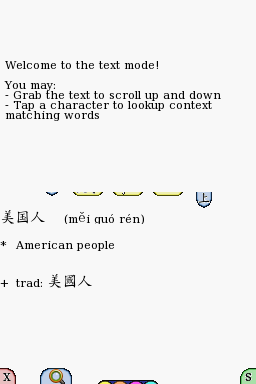 Welcome to the text mode!
You may:
- Grab the text to scroll up and down
- Tap a character to lookup context
matching words
上
美国人 (měi guó rén)
* American people
+ trad: 美國人
X S